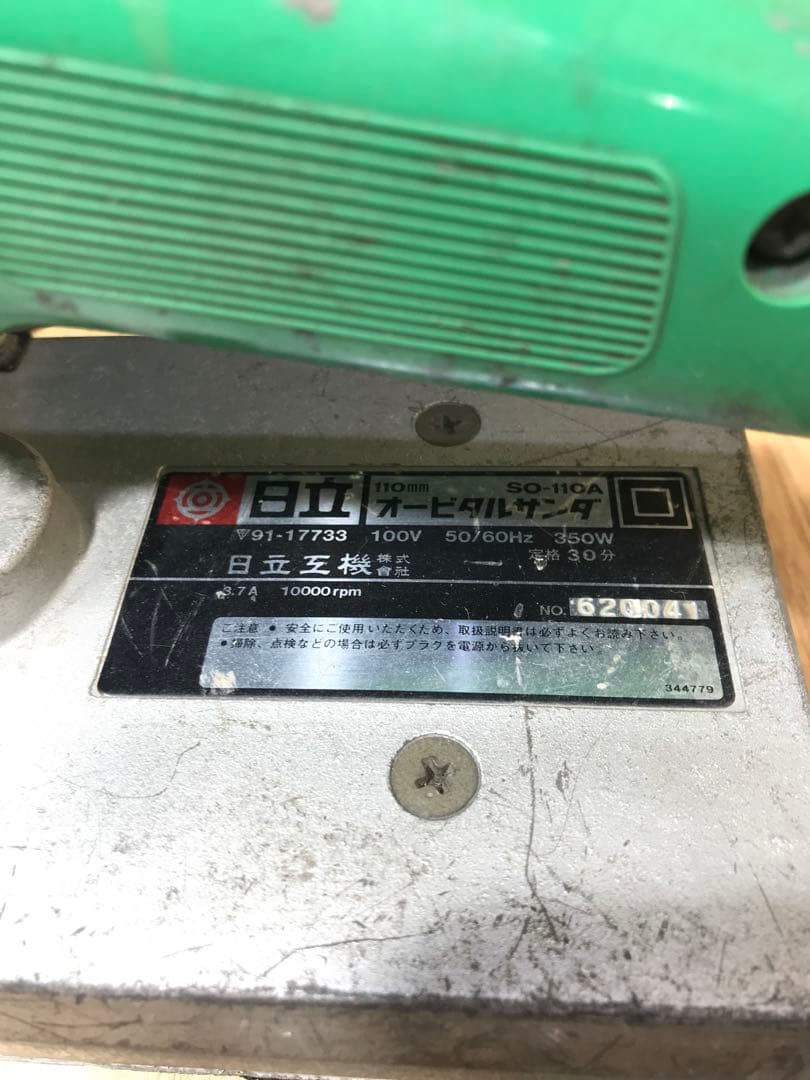 日立 110mm SO-110A
オービタルサンダ
▽91-17733 100V 50/60Hz 350W
日立工機株式會社 定格30分
3.7A 10000rpm
NO. 620041
ご注意 ● 安全にご使用いただくため、取扱説明書は必ずよくお読み下さい。
● 掃除、点検などの場合は必ずプラグを電源から抜いて下さい。
344779